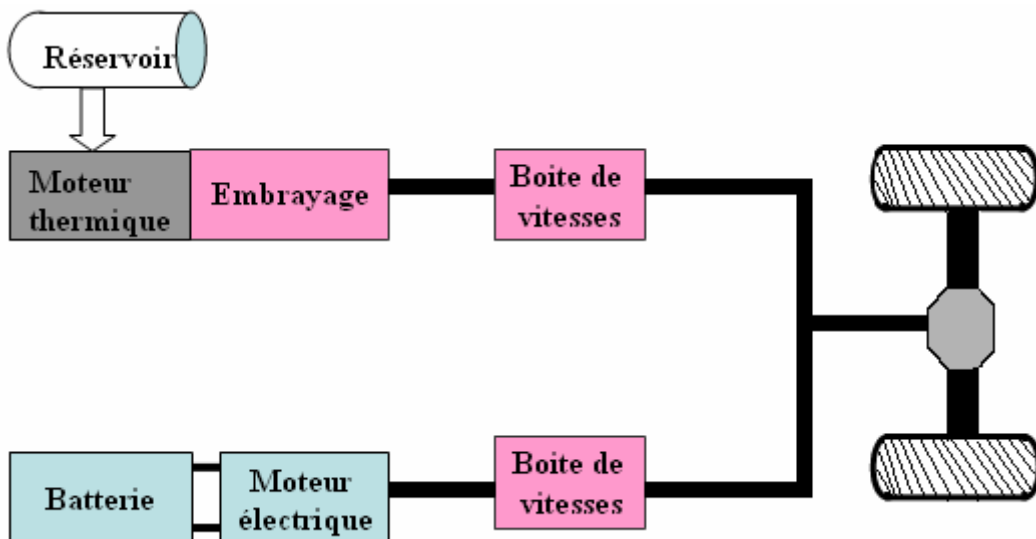 Réservoir
Moteur
thermique
Embrayage
Boite de
vitesses
Batterie
Moteur
électrique
Boite de
vitesses